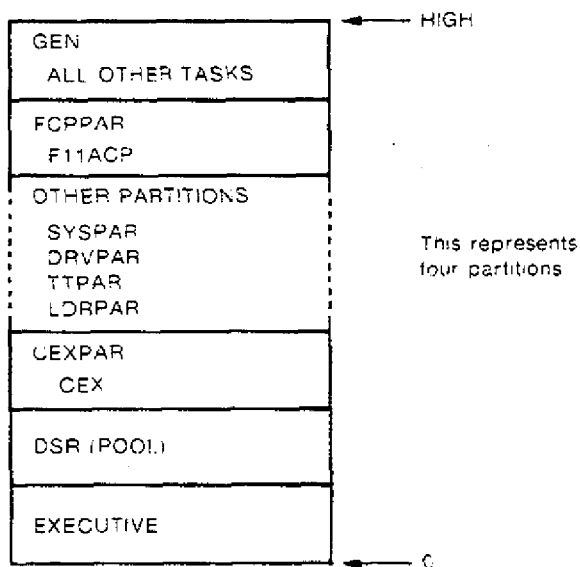 HIGH
GEN
ALL OTHER TASKS
FCPPAR
F11ACP
OTHER PARTITIONS
SYSPAR
DRVPAR
TTPAR
LDRPAR
This represents
four partitions
CEXPAR
CEX
DSR (POOL)
EXECUTIVE
0